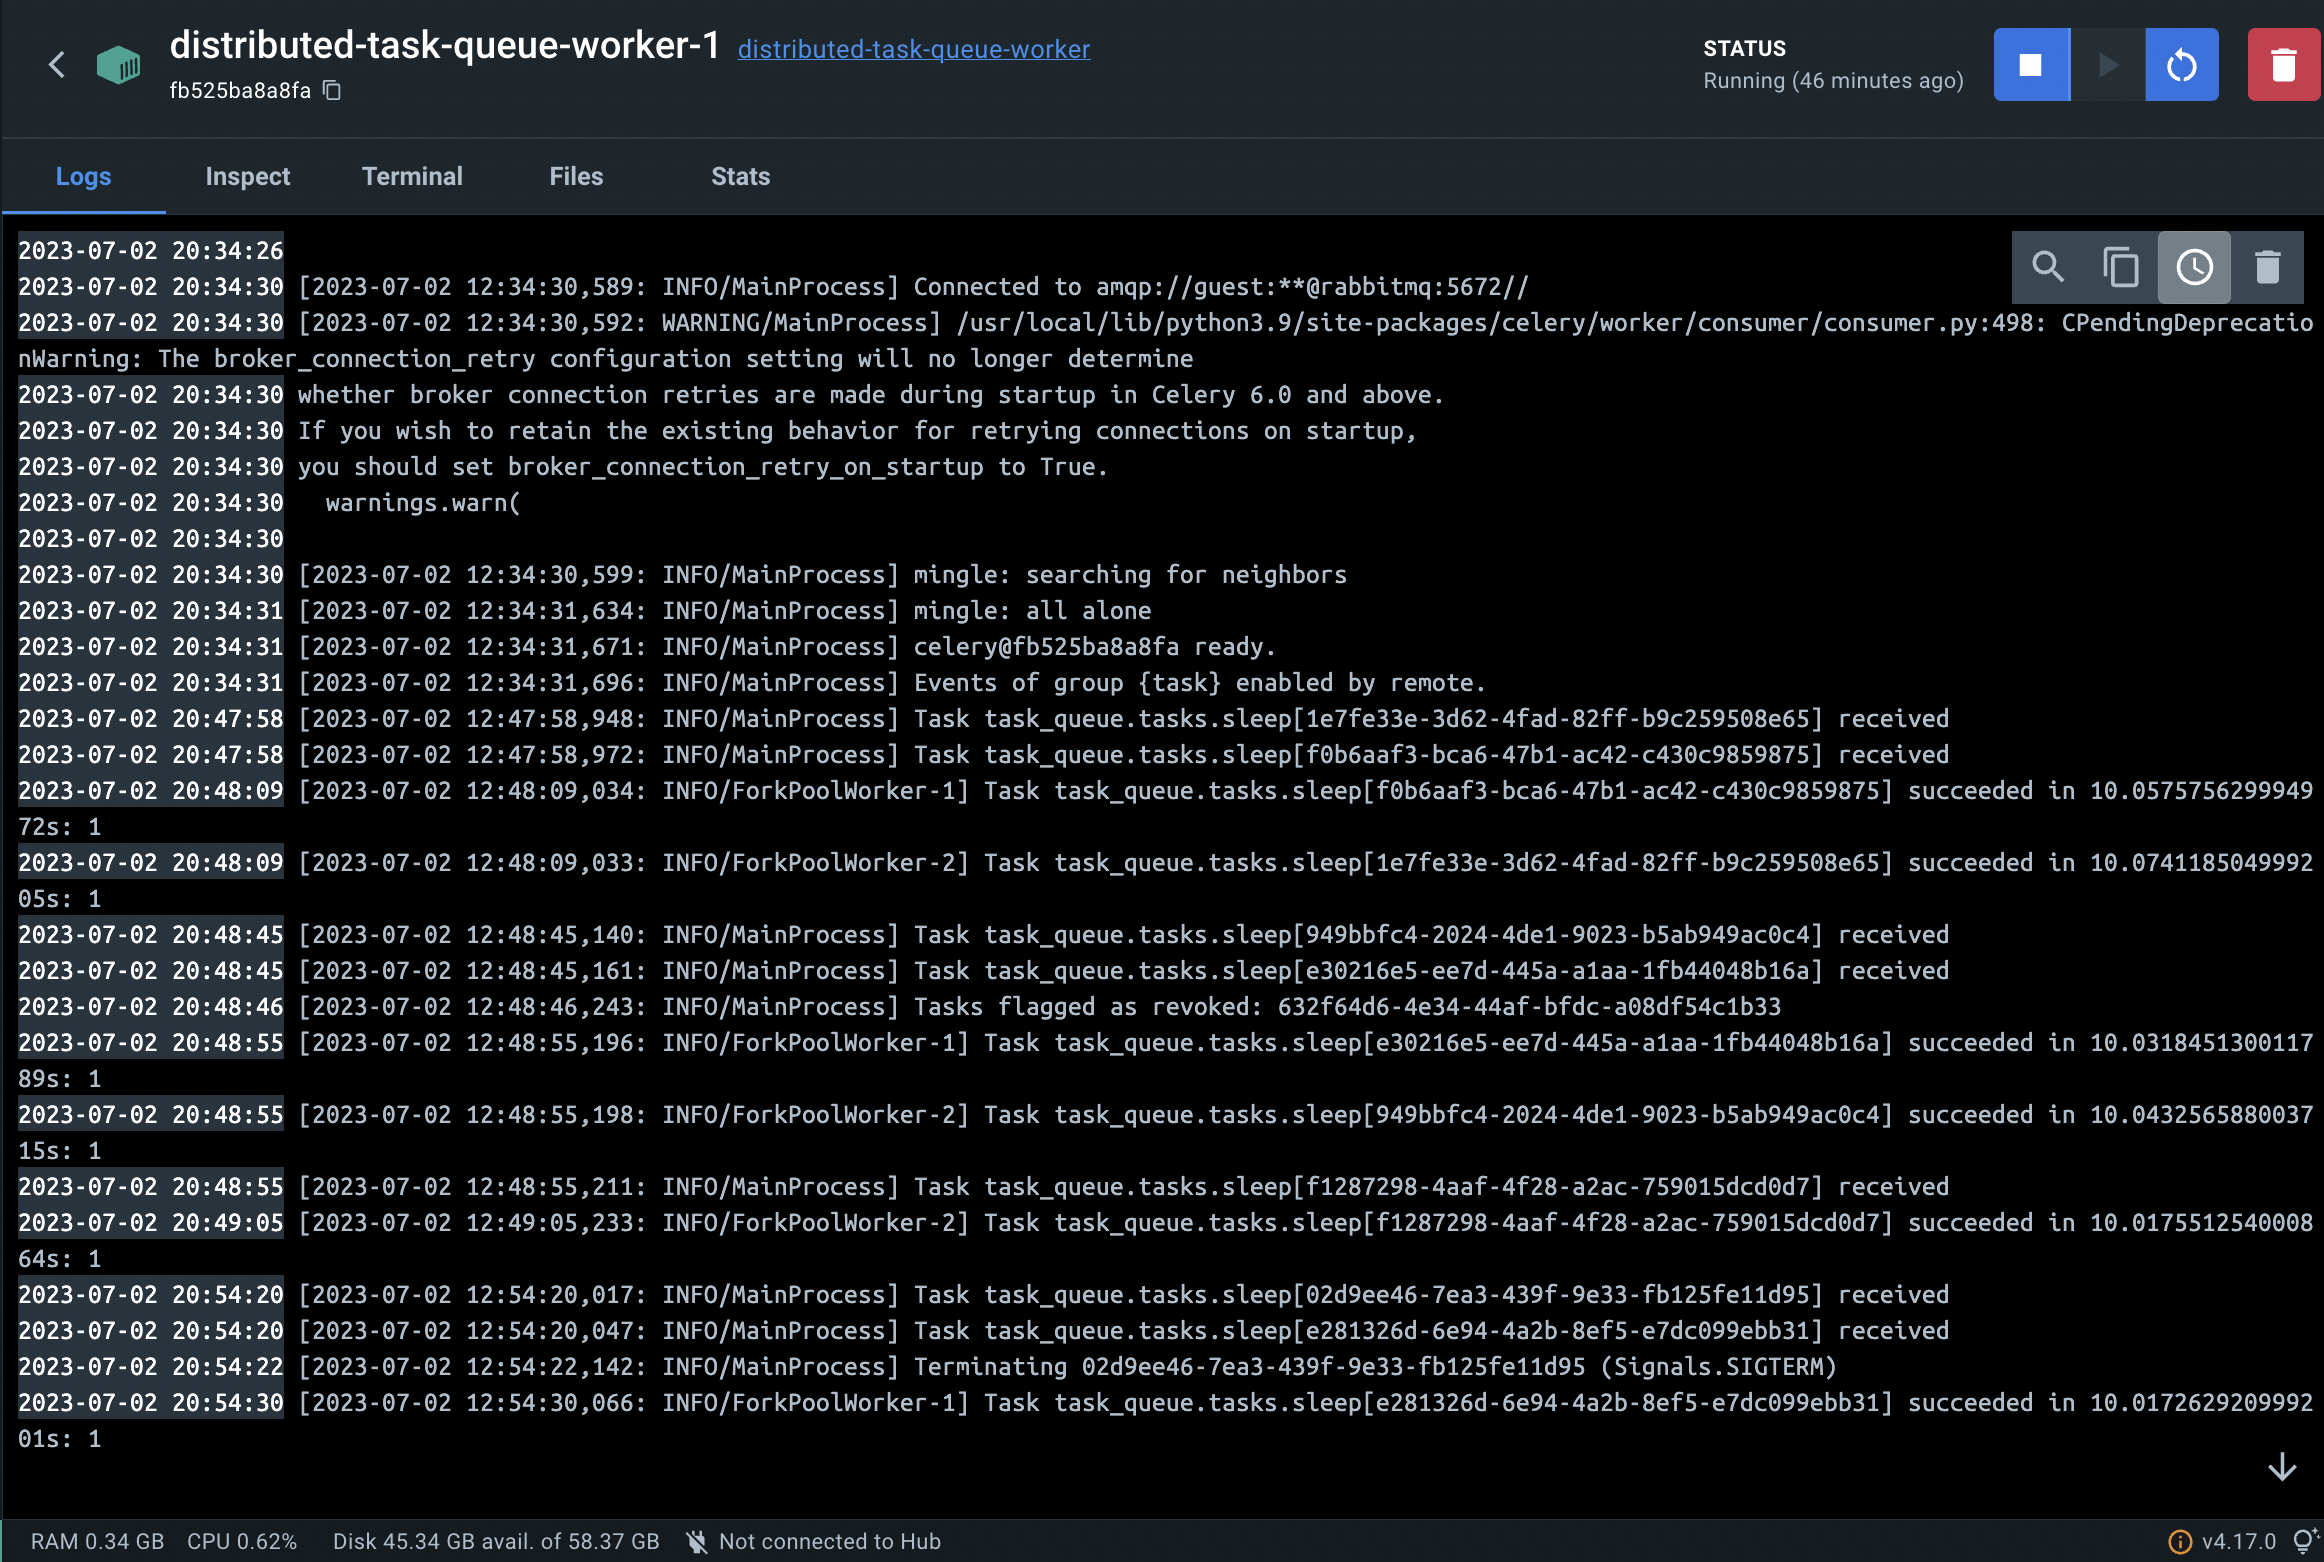 distributed-task-queue-worker-1 distributed-task-queue-worker
fb525ba8a8fa
STATUS
Running (46 minutes ago)
Logs Inspect Terminal Files Stats
2023-07-02 20:34:26
2023-07-02 20:34:30 [2023-07-02 12:34:30,589: INFO/MainProcess] Connected to amqp://guest:**@rabbitmq:5672//
2023-07-02 20:34:30 [2023-07-02 12:34:30,592: WARNING/MainProcess] /usr/local/lib/python3.9/site-packages/celery/worker/consumer/consumer.py:498: CPendingDeprecatio
nWarning: The broker_connection_retry configuration setting will no longer determine
2023-07-02 20:34:30 whether broker connection retries are made during startup in Celery 6.0 and above.
2023-07-02 20:34:30 If you wish to retain the existing behavior for retrying connections on startup,
2023-07-02 20:34:30 you should set broker_connection_retry_on_startup to True.
2023-07-02 20:34:30   warnings.warn(
2023-07-02 20:34:30
2023-07-02 20:34:30 [2023-07-02 12:34:30,599: INFO/MainProcess] mingle: searching for neighbors
2023-07-02 20:34:31 [2023-07-02 12:34:31,634: INFO/MainProcess] mingle: all alone
2023-07-02 20:34:31 [2023-07-02 12:34:31,671: INFO/MainProcess] celery@fb525ba8a8fa ready.
2023-07-02 20:34:31 [2023-07-02 12:34:31,696: INFO/MainProcess] Events of group {task} enabled by remote.
2023-07-02 20:47:58 [2023-07-02 12:47:58,948: INFO/MainProcess] Task task_queue.tasks.sleep[1e7fe33e-3d62-4fad-82ff-b9c259508e65] received
2023-07-02 20:47:58 [2023-07-02 12:47:58,972: INFO/MainProcess] Task task_queue.tasks.sleep[f0b6aaf3-bca6-47b1-ac42-c430c9859875] received
2023-07-02 20:48:09 [2023-07-02 12:48:09,034: INFO/ForkPoolWorker-1] Task task_queue.tasks.sleep[f0b6aaf3-bca6-47b1-ac42-c430c9859875] succeeded in 10.0575756299949
72s: 1
2023-07-02 20:48:09 [2023-07-02 12:48:09,033: INFO/ForkPoolWorker-2] Task task_queue.tasks.sleep[1e7fe33e-3d62-4fad-82ff-b9c259508e65] succeeded in 10.0741185049992
05s: 1
2023-07-02 20:48:45 [2023-07-02 12:48:45,140: INFO/MainProcess] Task task_queue.tasks.sleep[949bbfc4-2024-4de1-9023-b5ab949ac0c4] received
2023-07-02 20:48:45 [2023-07-02 12:48:45,161: INFO/MainProcess] Task task_queue.tasks.sleep[e30216e5-ee7d-445a-a1aa-1fb44048b16a] received
2023-07-02 20:48:46 [2023-07-02 12:48:46,243: INFO/MainProcess] Tasks flagged as revoked: 632f64d6-4e34-44af-bfdc-a08df54c1b33
2023-07-02 20:48:55 [2023-07-02 12:48:55,196: INFO/ForkPoolWorker-1] Task task_queue.tasks.sleep[e30216e5-ee7d-445a-a1aa-1fb44048b16a] succeeded in 10.0318451300117
89s: 1
2023-07-02 20:48:55 [2023-07-02 12:48:55,198: INFO/ForkPoolWorker-2] Task task_queue.tasks.sleep[949bbfc4-2024-4de1-9023-b5ab949ac0c4] succeeded in 10.0432565880037
15s: 1
2023-07-02 20:48:55 [2023-07-02 12:48:55,211: INFO/MainProcess] Task task_queue.tasks.sleep[f1287298-4aaf-4f28-a2ac-759015dcd0d7] received
2023-07-02 20:49:05 [2023-07-02 12:49:05,233: INFO/ForkPoolWorker-2] Task task_queue.tasks.sleep[f1287298-4aaf-4f28-a2ac-759015dcd0d7] succeeded in 10.0175512540008
64s: 1
2023-07-02 20:54:20 [2023-07-02 12:54:20,017: INFO/MainProcess] Task task_queue.tasks.sleep[02d9ee46-7ea3-439f-9e33-fb125fe11d95] received
2023-07-02 20:54:20 [2023-07-02 12:54:20,047: INFO/MainProcess] Task task_queue.tasks.sleep[e281326d-6e94-4a2b-8ef5-e7dc099ebb31] received
2023-07-02 20:54:22 [2023-07-02 12:54:22,142: INFO/MainProcess] Terminating 02d9ee46-7ea3-439f-9e33-fb125fe11d95 (Signals.SIGTERM)
2023-07-02 20:54:30 [2023-07-02 12:54:30,066: INFO/ForkPoolWorker-1] Task task_queue.tasks.sleep[e281326d-6e94-4a2b-8ef5-e7dc099ebb31] succeeded in 10.0172629209992
01s: 1
RAM 0.34 GB CPU 0.62% Disk 45.34 GB avail. of 58.37 GB Not connected to Hub v4.17.0